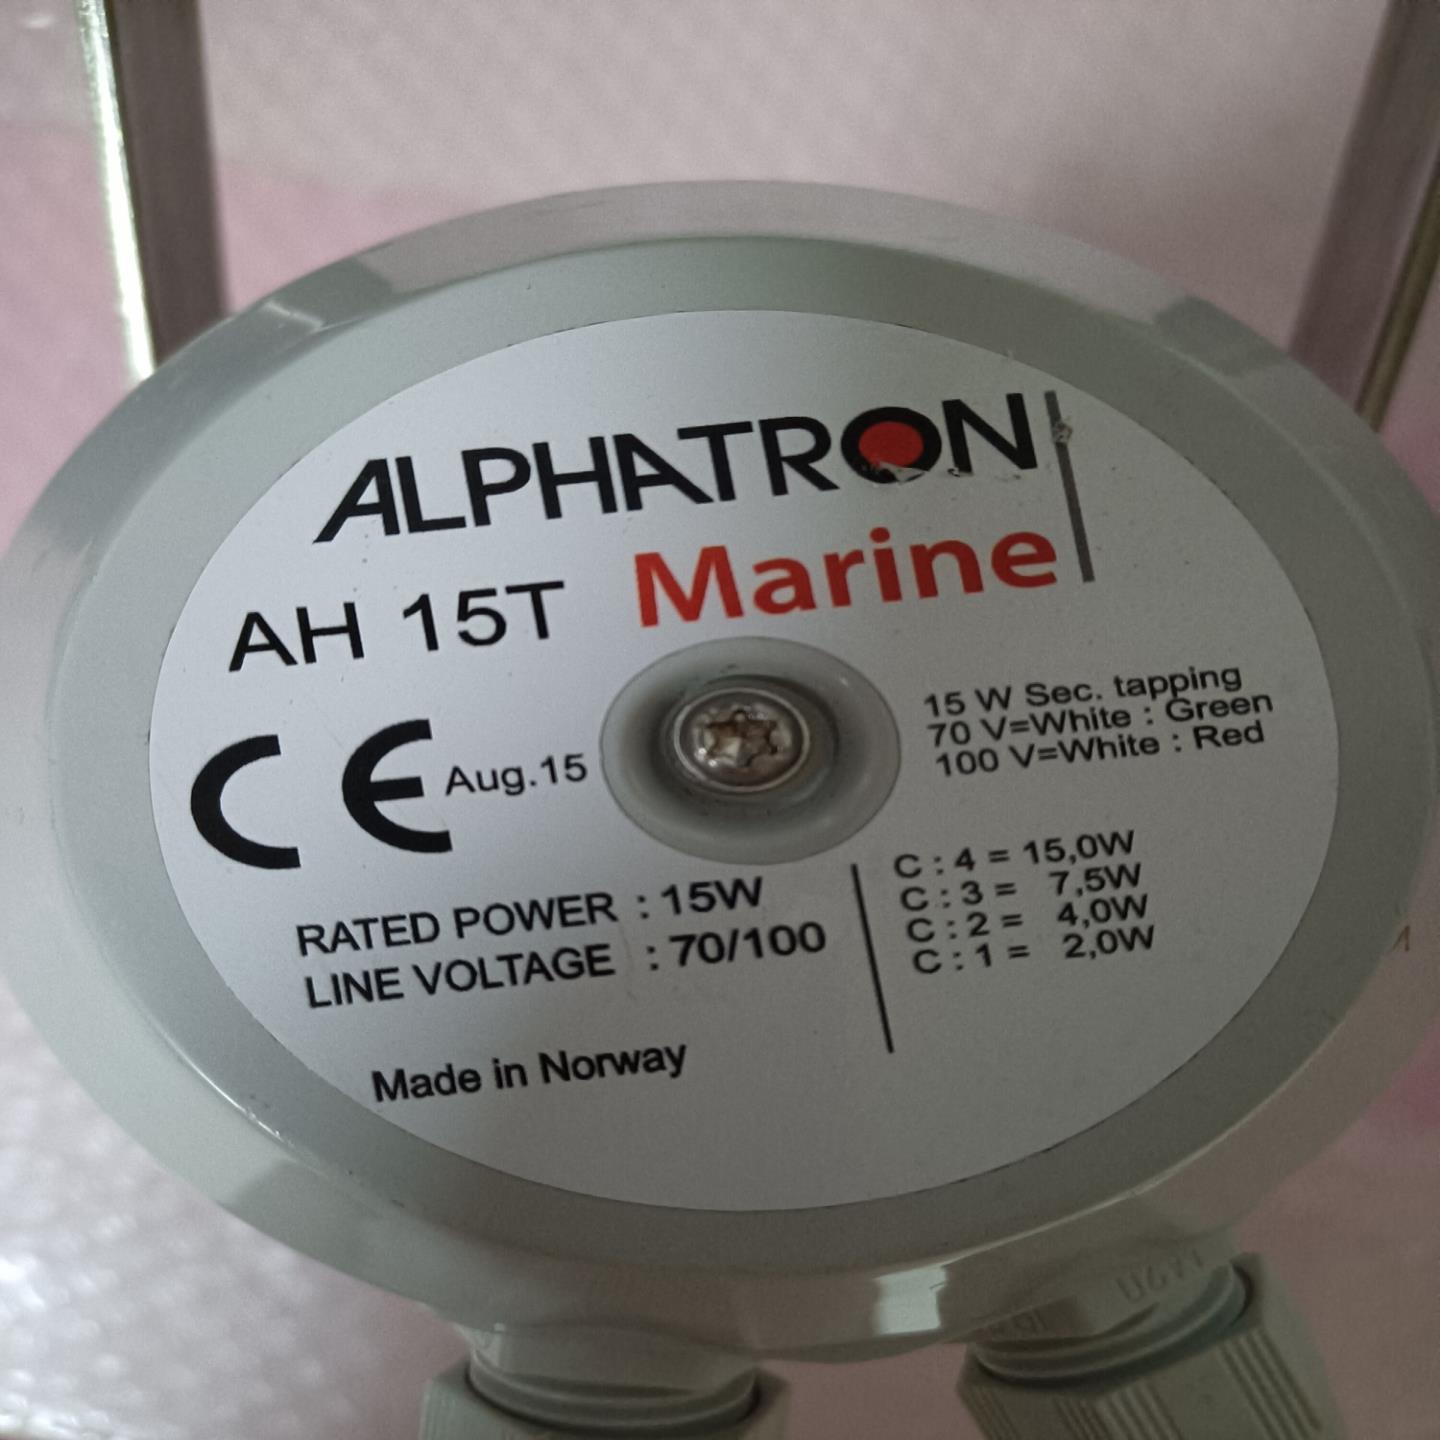 ALPHATRON
Marine
AH 15T
CE Aug.15
15 W Sec. tapping
70 V=White : Green
100 V=White : Red
RATED POWER : 15W
LINE VOLTAGE : 70/100
C : 4 = 15,0W
C : 3 = 7,5W
C : 2 = 4,0W
C : 1 = 2,0W
Made in Norway